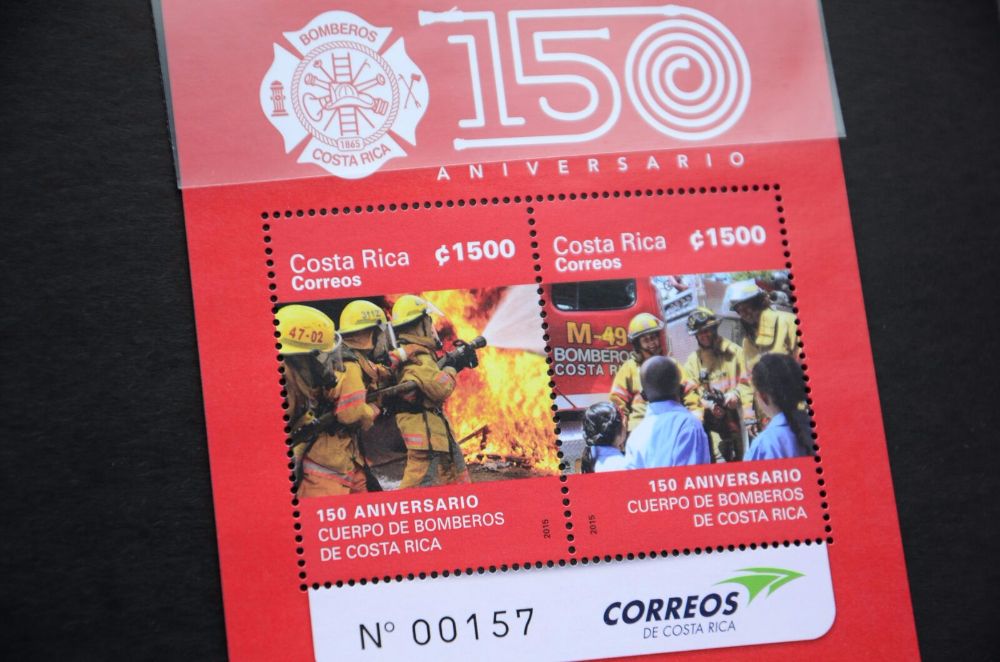 BOMBEROS
1865
COSTA RICA
150
ANIVERSARIO
Costa Rica ¢1500
Correos
47-02
3112
150 ANIVERSARIO
CUERPO DE BOMBEROS
DE COSTA RICA
2015
Costa Rica ¢1500
Correos
M-49
BOMBEROS
COSTA RICA
150 ANIVERSARIO
CUERPO DE BOMBEROS
DE COSTA RICA
2015
Nº 00157
CORREOS
DE COSTA RICA